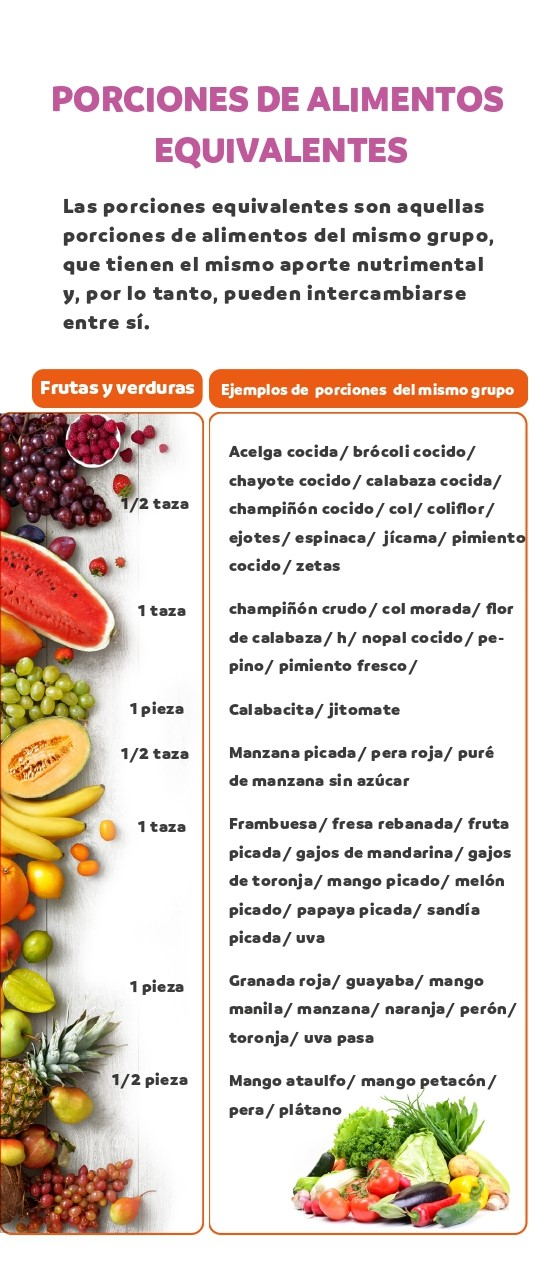 PORCIONES DE ALIMENTOS
EQUIVALENTES
Las porciones equivalentes son aquellas
porciones de alimentos del mismo grupo,
que tienen el mismo aporte nutrimental
y, por lo tanto, pueden intercambiarse
entre sí.
Frutas y verduras
Ejemplos de porciones del mismo grupo
1/2 taza
Acelga cocida/ brócoli cocido/
chayote cocido/ calabaza cocida/
champiñón cocido/ col/ coliflor/
ejotes/ espinaca/ jícama/ pimiento
cocido/ zetas
1 taza
champiñón crudo/ col morada/ flor
de calabaza/ h/ nopal cocido/ pe-
pino/ pimiento fresco/
1 pieza
Calabacita/ jitomate
1/2 taza
Manzana picada/ pera roja/ puré
de manzana sin azúcar
1 taza
Frambuesa/ fresa rebanada/ fruta
picada/ gajos de mandarina/ gajos
de toronja/ mango picado/ melón
picado/ papaya picada/ sandía
picada/ uva
1 pieza
Granada roja/ guayaba/ mango
manila/ manzana/ naranja/ perón/
toronja/ uva pasa
1/2 pieza
Mango ataulfo/ mango petacón/
pera/ plátano